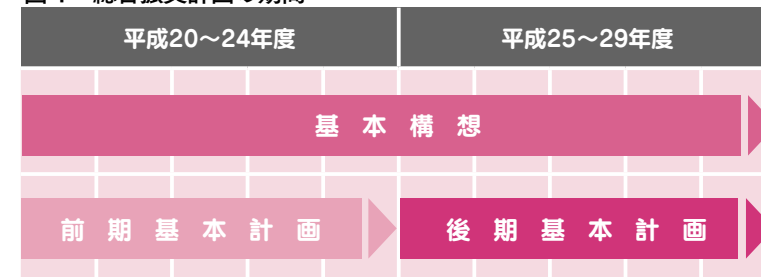 平成20～24年度
平成25～29年度
基本構想
前期基本計画
後期基本計画